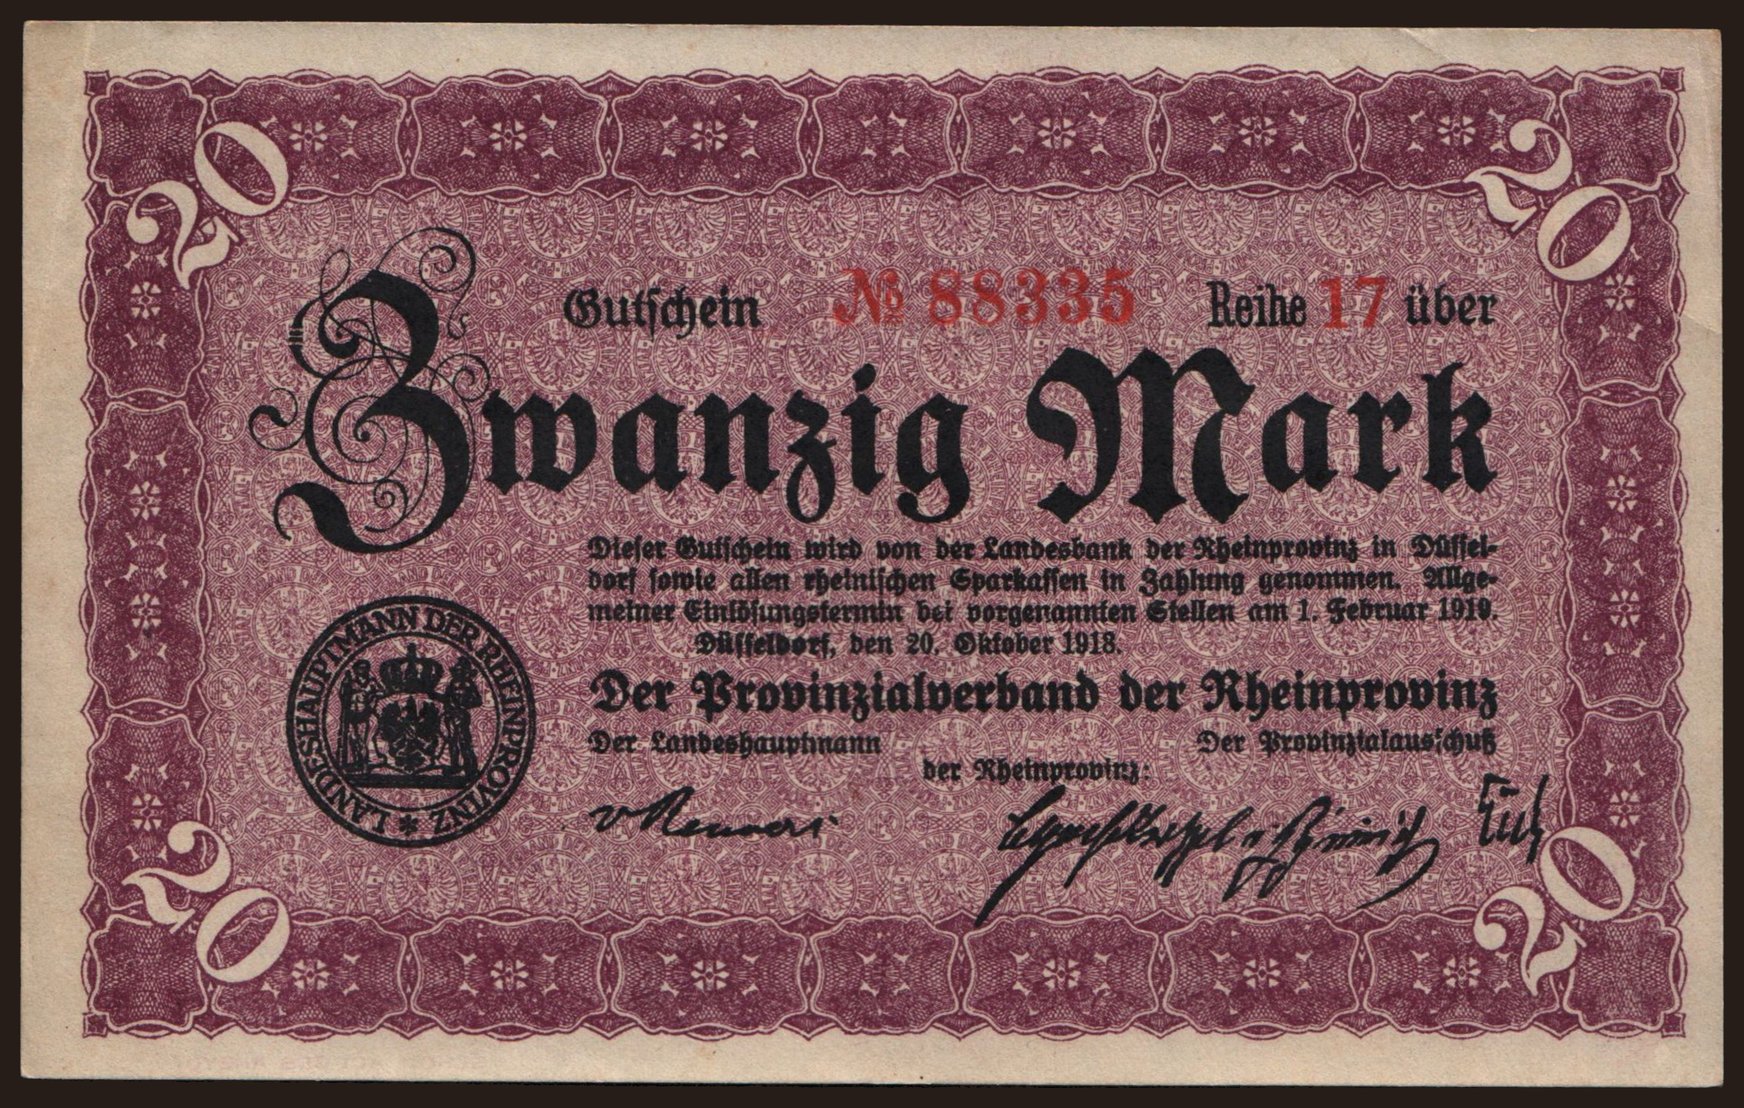 20
20
Gutschein № 88335 Reihe 17 über
Zwanzig Mark
Dieser Gutschein wird von der Landesbank der Rheinprovinz in Düssel-
dorf sowie allen rheinischen Sparkassen in Zahlung genommen. Allge-
meiner Einlösungstermin bei vorgenannten Stellen am 1. Februar 1919.
Düsseldorf, den 20. Oktober 1918.
Der Provinzialverband der Rheinprovinz
Der Landeshauptmann Der Provinzialausschuß
der Rheinprovinz:
LANDESHAUPTMANN DER RHEINPROVINZ *
20
20